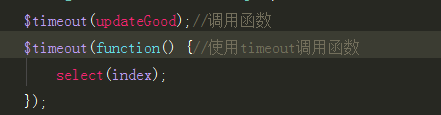 $timeout(updateGood);//调用函数
$timeout(function() {//使用timeout调用函数
    select(index);
});